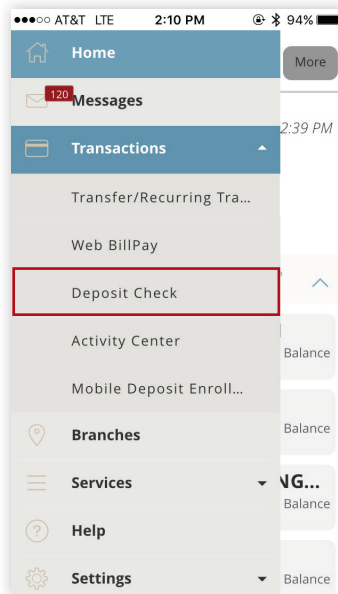 AT&T LTE 2:10 PM 94%
Home
More
120 Messages
2:39 PM
Transactions
Transfer/Recurring Tra...
Web BillPay
Deposit Check
Activity Center
Balance
Mobile Deposit Enroll...
Branches
Balance
Services
NG...
Balance
Help
Settings
Balance